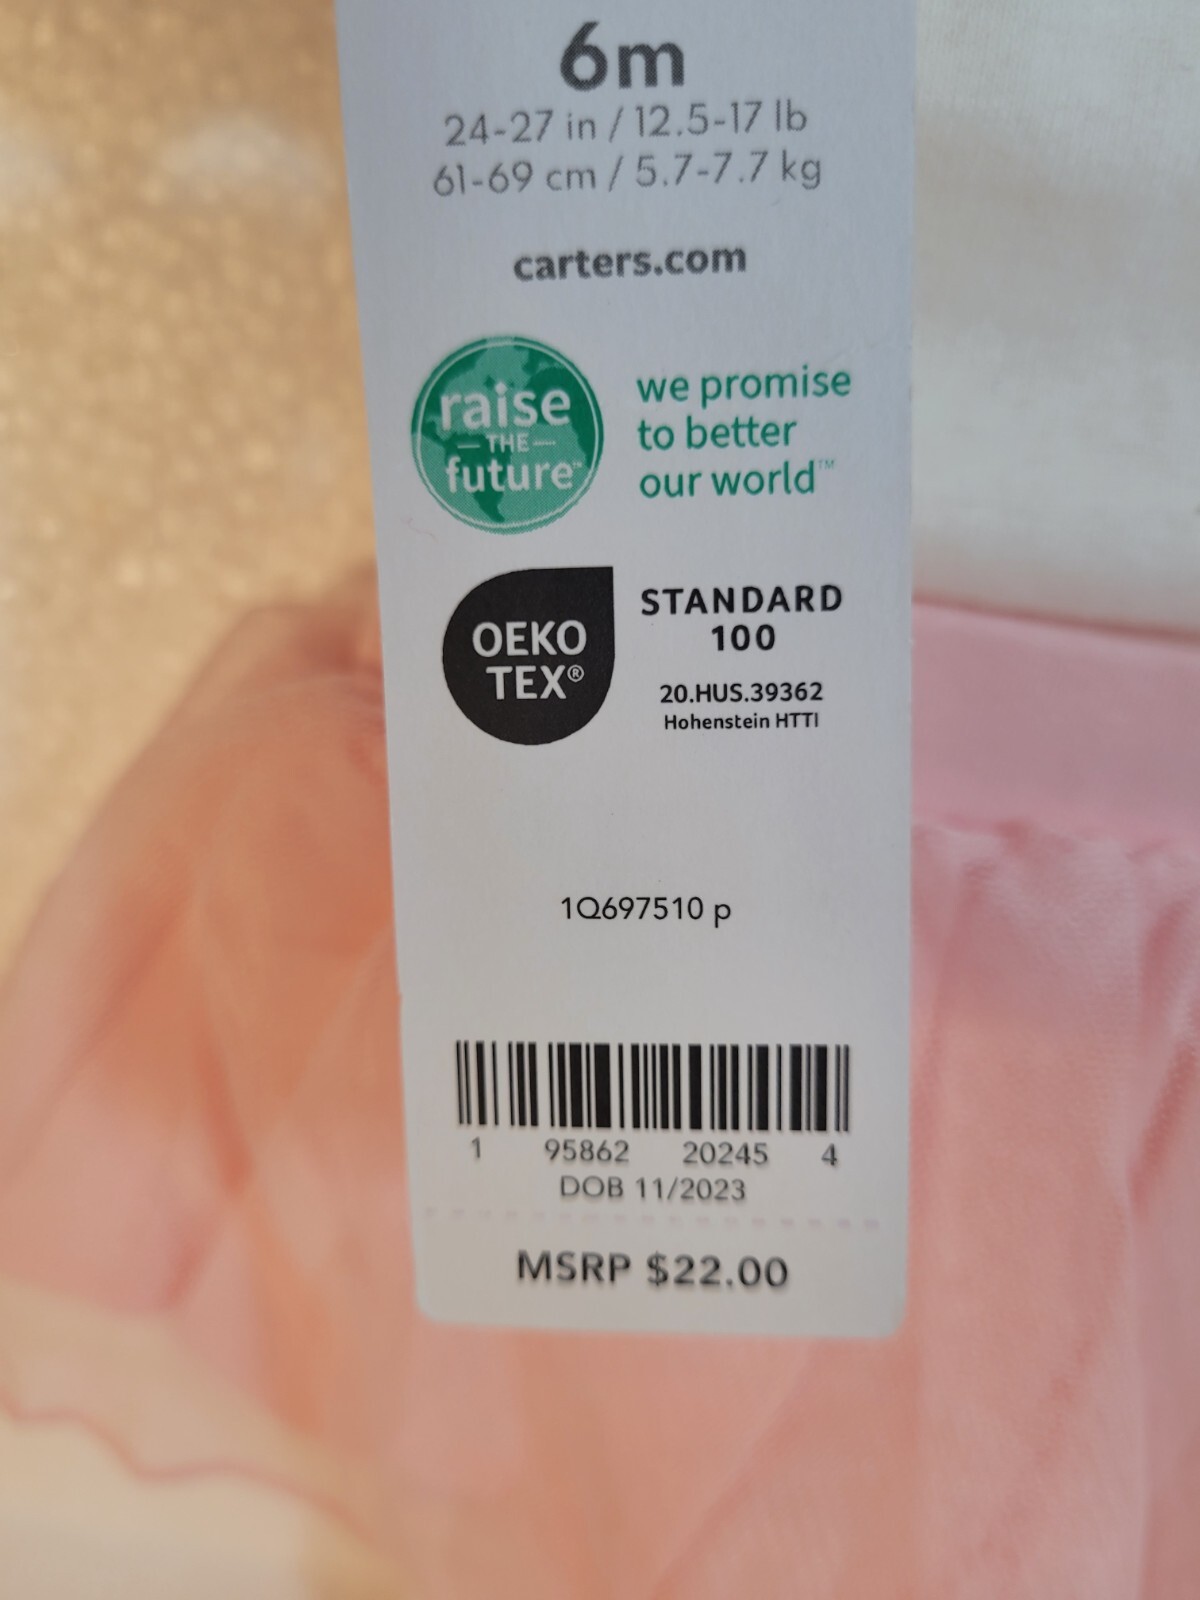 6m
24-27 in / 12.5-17 lb
61-69 cm / 5.7-7.7 kg
carters.com
raise
THE
future™
we promise
to better
our world™
OEKO
TEX®
STANDARD
100
20.HUS.39362
Hohenstein HTTI
1Q697510 p
1 95862 20245 4
DOB 11/2023
MSRP $22.00